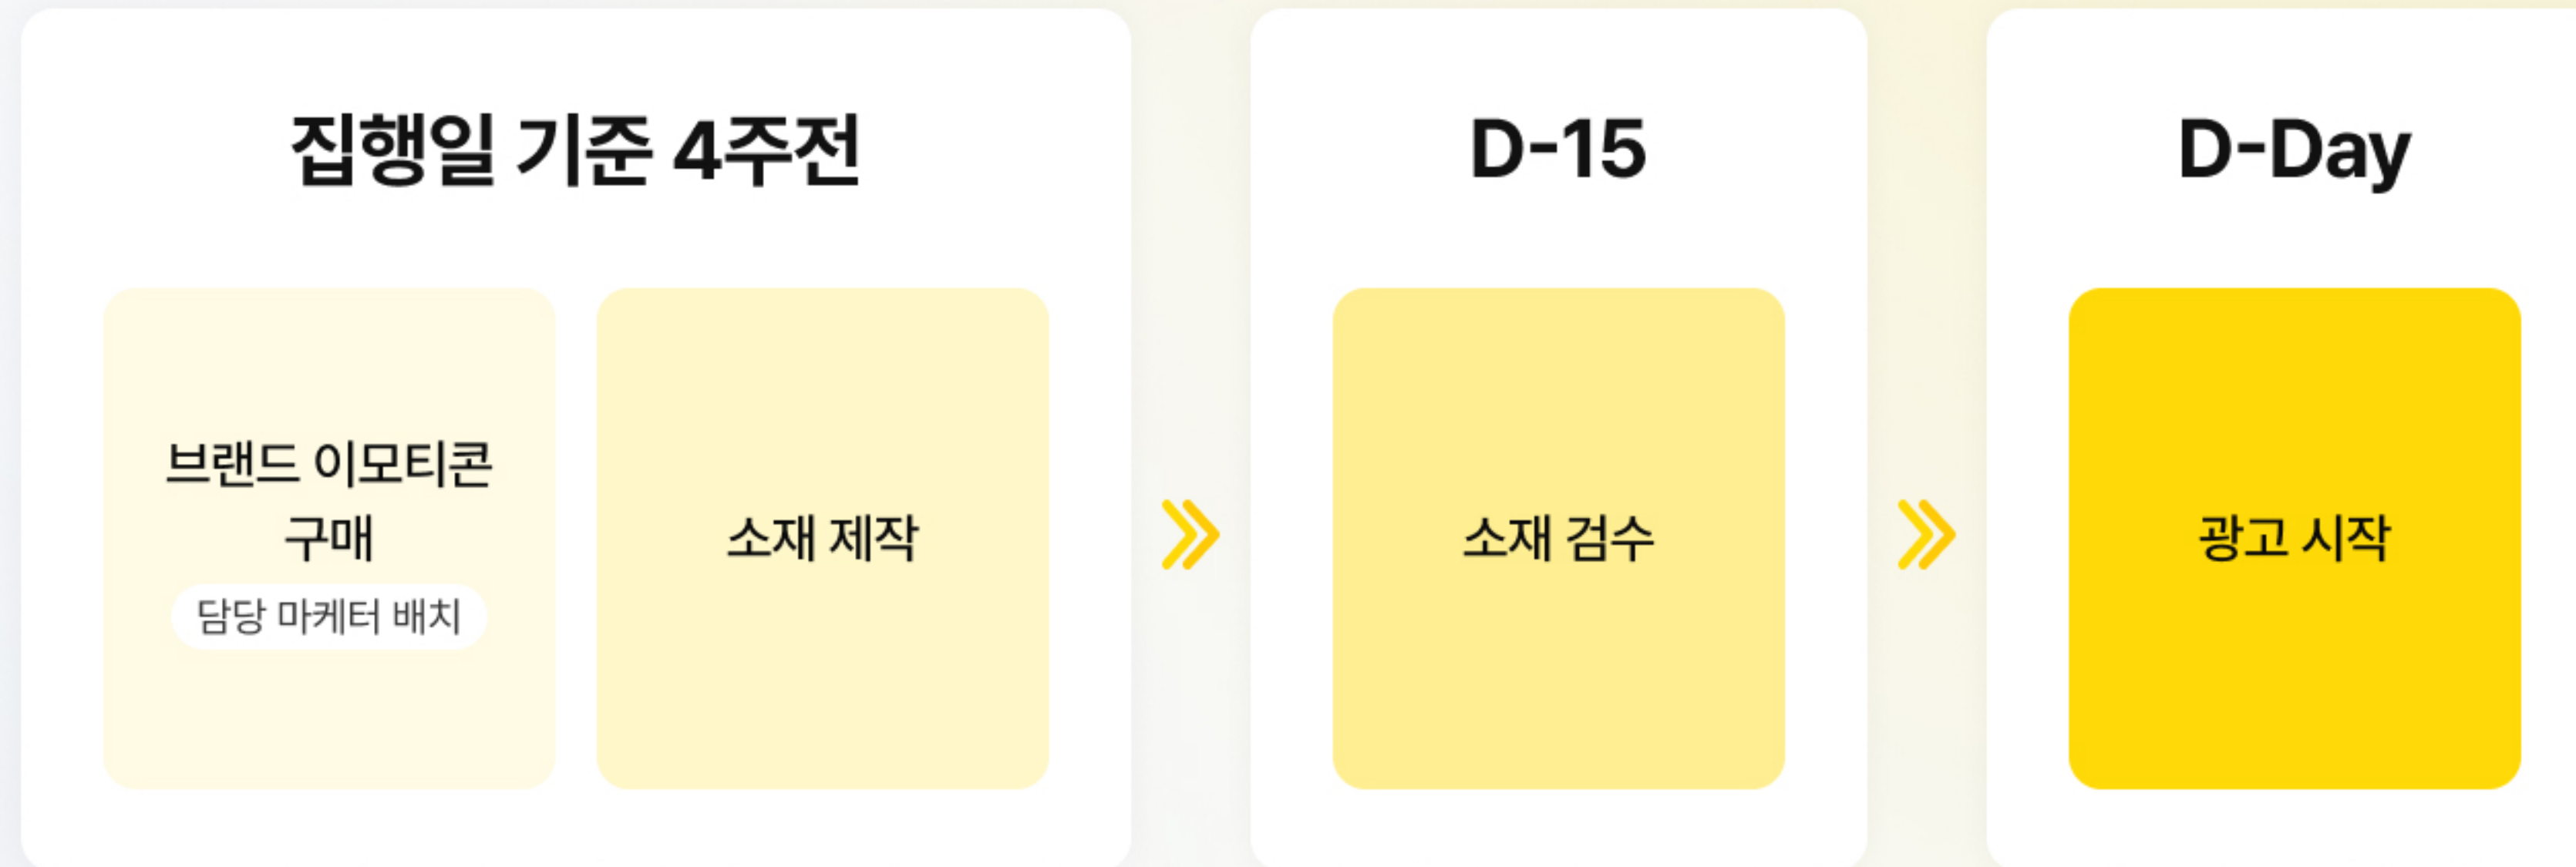 집행일 기준 4주전
브랜드 이모티콘
구매
담당 마케터 배치
소재 제작
D-15
소재 검수
D-Day
광고 시작